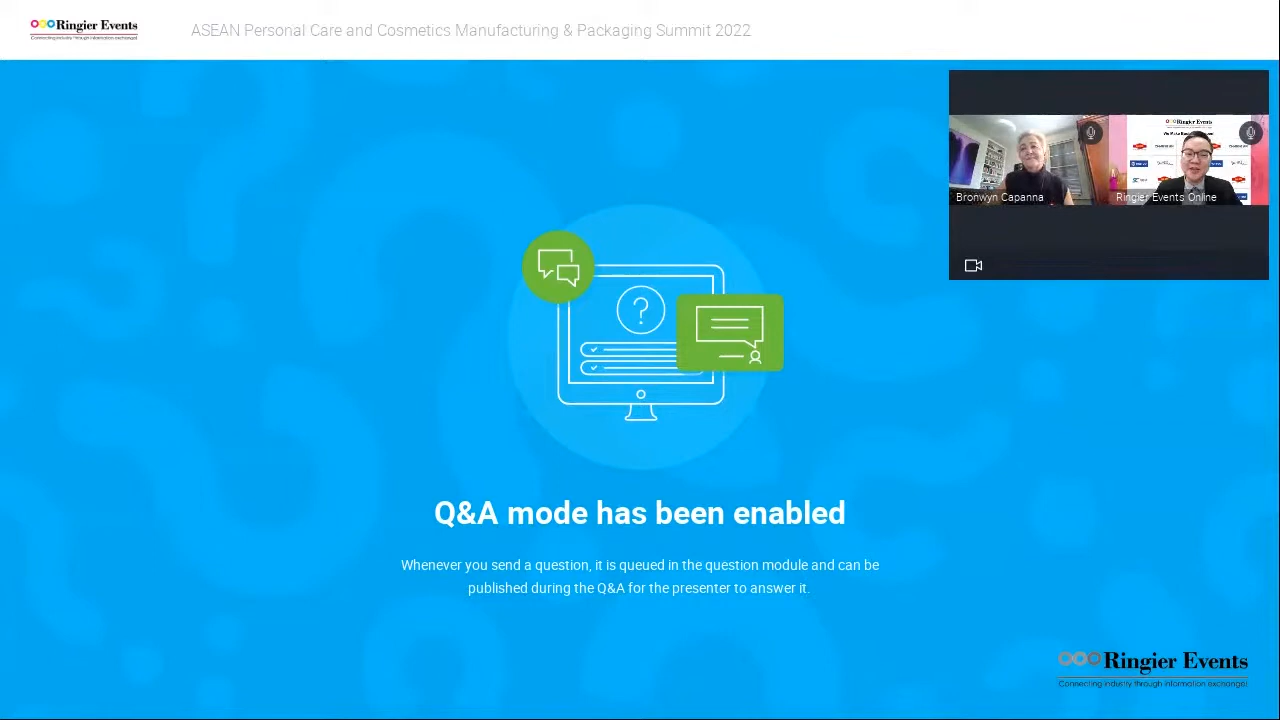 Ringier Events
Connecting industry through information exchange!
ASEAN Personal Care and Cosmetics Manufacturing & Packaging Summit 2022
Ringier Events
Bronwyn Capanna
Ringier Events Online
?
Q&A mode has been enabled
Whenever you send a question, it is queued in the question module and can be
published during the Q&A for the presenter to answer it.
Ringier Events
Connecting industry through information exchange!